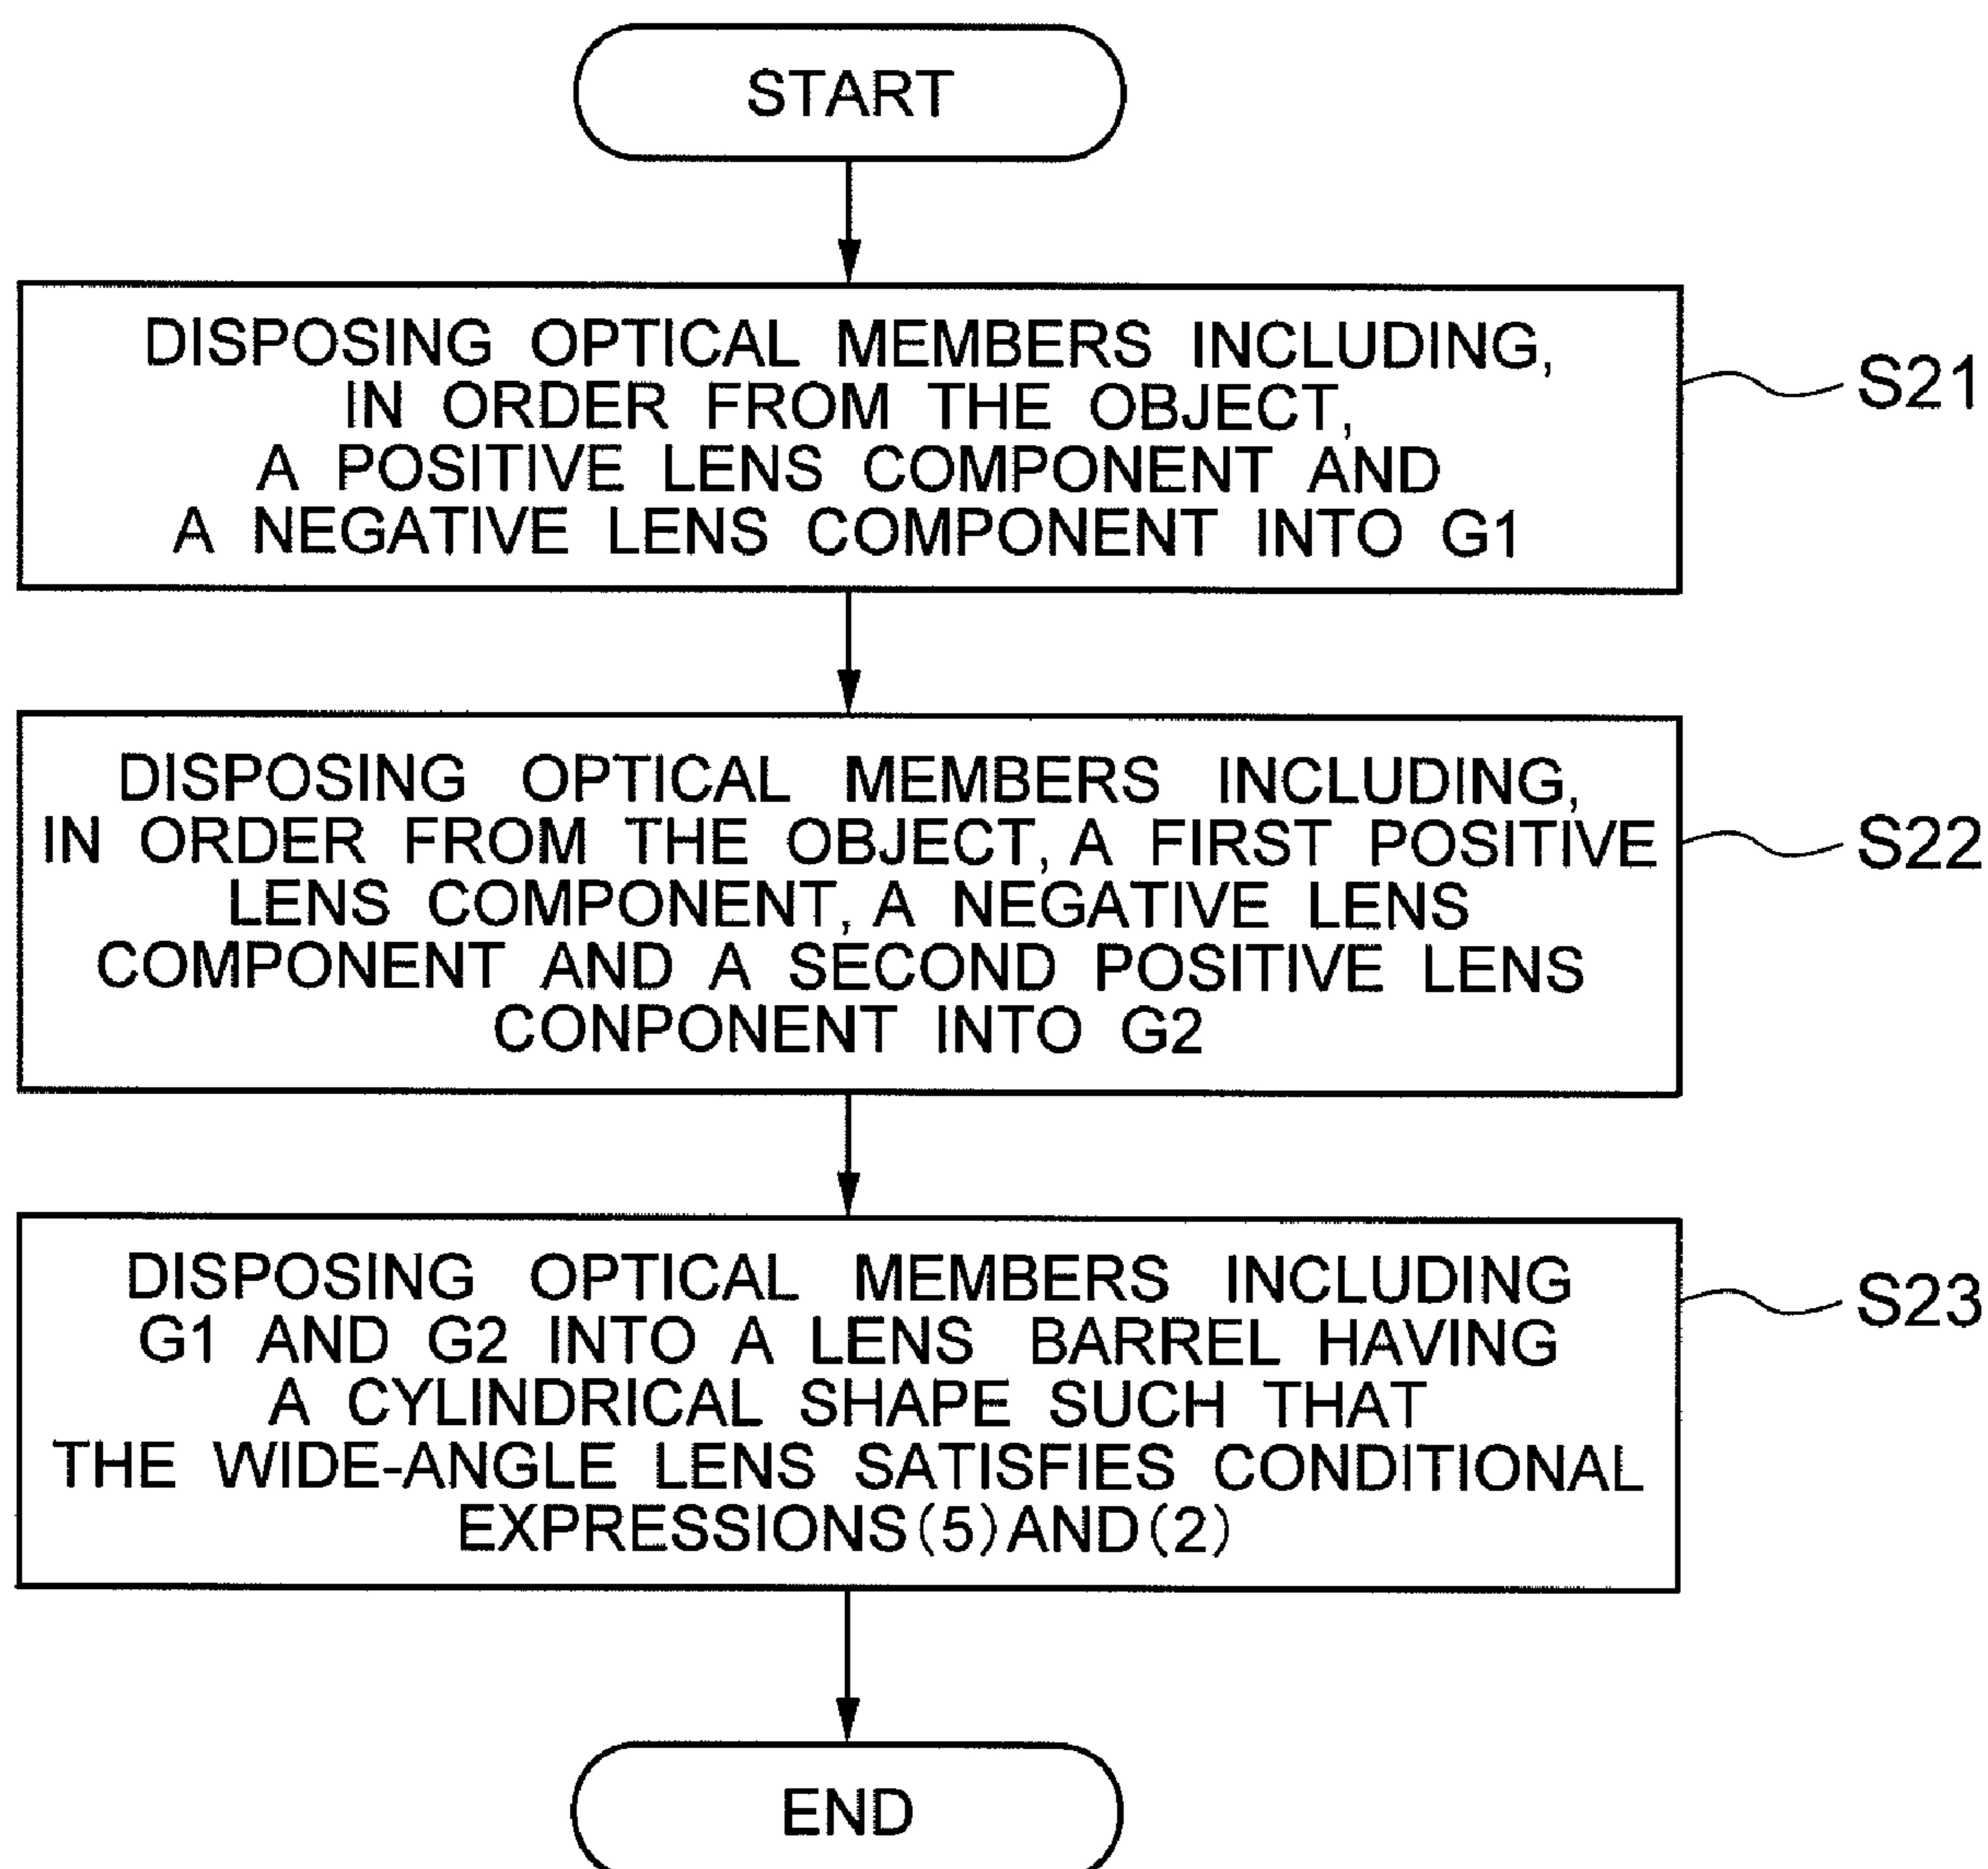 START
DISPOSING OPTICAL MEMBERS INCLUDING,
IN ORDER FROM THE OBJECT,
A POSITIVE LENS COMPONENT AND
A NEGATIVE LENS COMPONENT INTO G1
S21
DISPOSING OPTICAL MEMBERS INCLUDING,
IN ORDER FROM THE OBJECT, A FIRST POSITIVE
LENS COMPONENT, A NEGATIVE LENS
COMPONENT AND A SECOND POSITIVE LENS
CONPONENT INTO G2
S22
DISPOSING OPTICAL MEMBERS INCLUDING
G1 AND G2 INTO A LENS BARREL HAVING
A CYLINDRICAL SHAPE SUCH THAT
THE WIDE-ANGLE LENS SATISFIES CONDITIONAL
EXPRESSIONS(5)AND(2)
S23
END